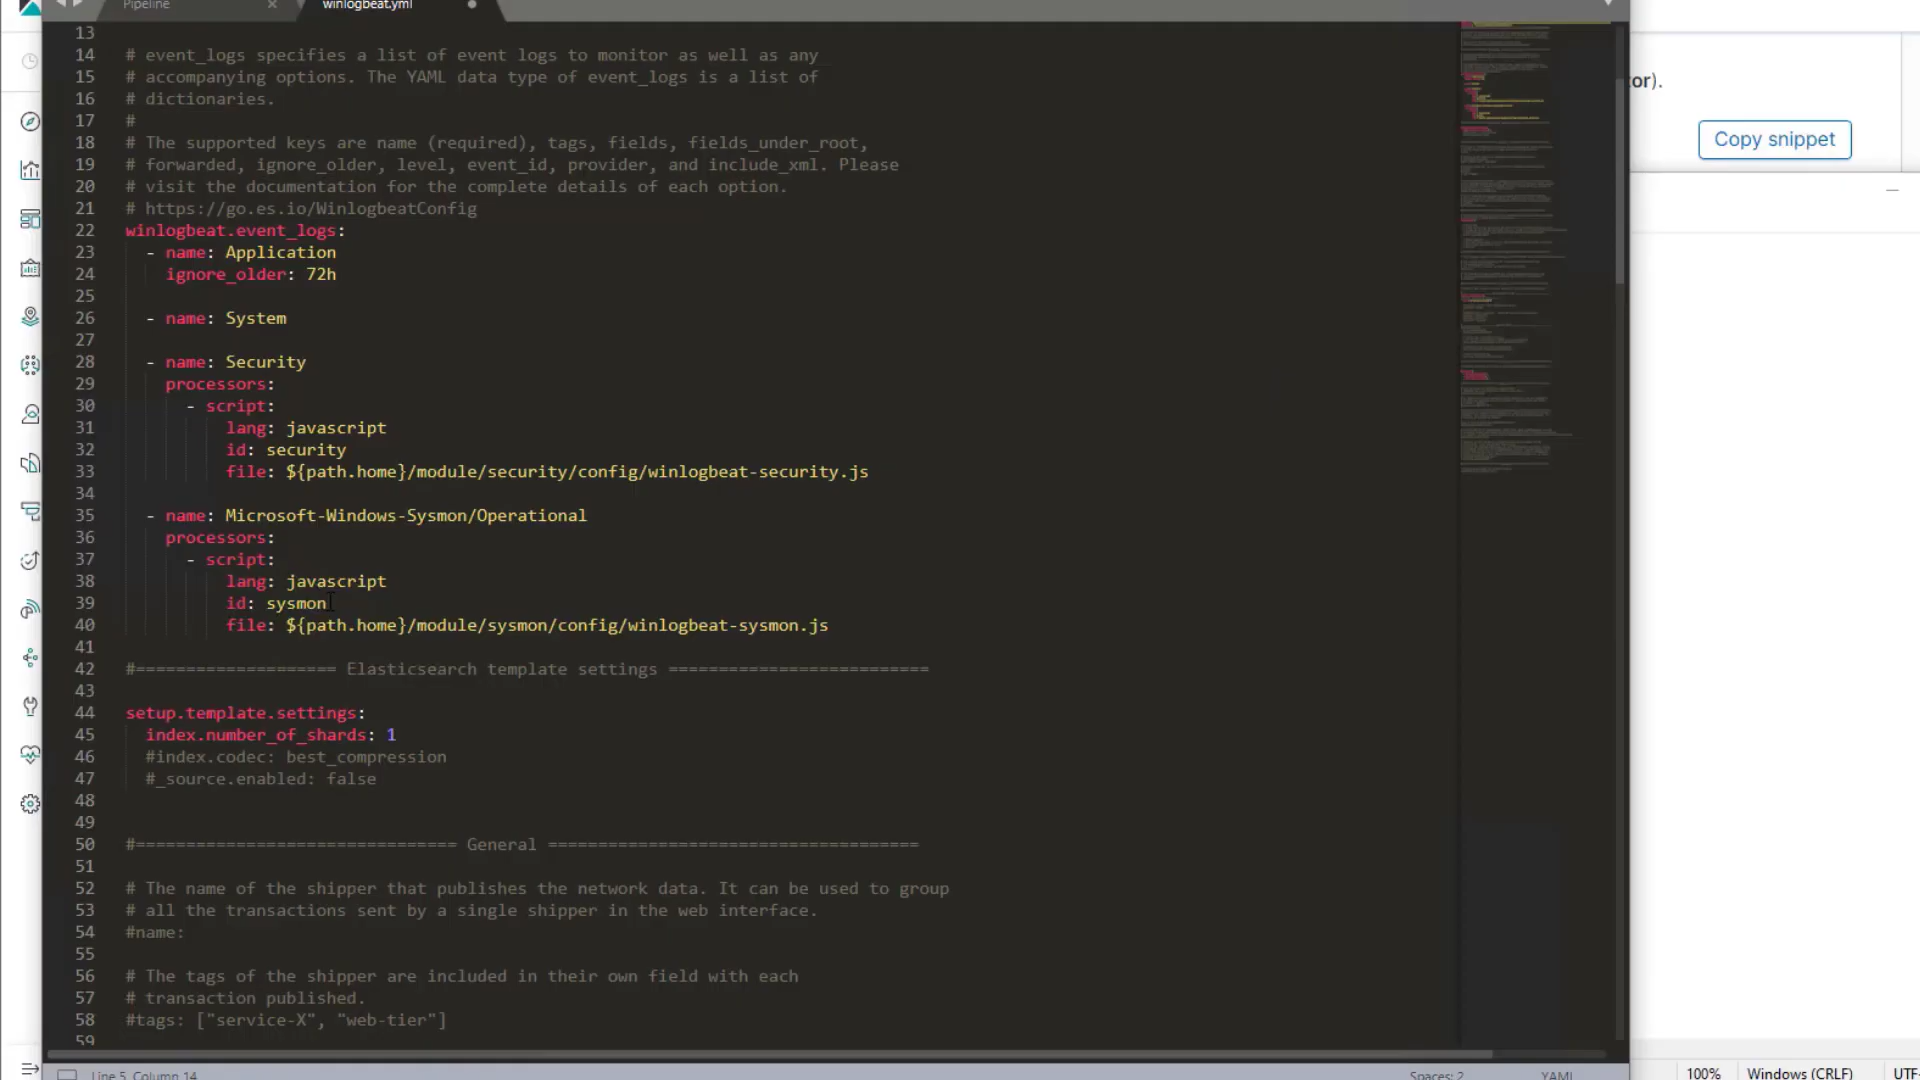 Pipeline
winlogbeat.yml
13
14 # event_logs specifies a list of event logs to monitor as well as any
15 # accompanying options. The YAML data type of event_logs is a list of
16 # dictionaries.
17 #
18 # The supported keys are name (required), tags, fields, fields_under_root,
19 # forwarded, ignore_older, level, event_id, provider, and include_xml. Please
20 # visit the documentation for the complete details of each option.
21 # https://go.es.io/WinlogbeatConfig
22 winlogbeat.event_logs:
23   - name: Application
24     ignore_older: 72h
25
26   - name: System
27
28   - name: Security
29     processors:
30       - script:
31           lang: javascript
32           id: security
33           file: ${path.home}/module/security/config/winlogbeat-security.js
34
35   - name: Microsoft-Windows-Sysmon/Operational
36     processors:
37       - script:
38           lang: javascript
39           id: sysmon
40           file: ${path.home}/module/sysmon/config/winlogbeat-sysmon.js
41
42 #==================== Elasticsearch template settings ==========================
43
44 setup.template.settings:
45   index.number_of_shards: 1
46   #index.codec: best_compression
47   #_source.enabled: false
48
49
50 #================================ General =====================================
51
52 # The name of the shipper that publishes the network data. It can be used to group
53 # all the transactions sent by a single shipper in the web interface.
54 #name:
55
56 # The tags of the shipper are included in their own field with each
57 # transaction published.
58 #tags: ["service-X", "web-tier"]
59
Line 5, Column 14
Spaces: 2
YAML
or).
Copy snippet
100%
Windows (CRLF)
UTF-